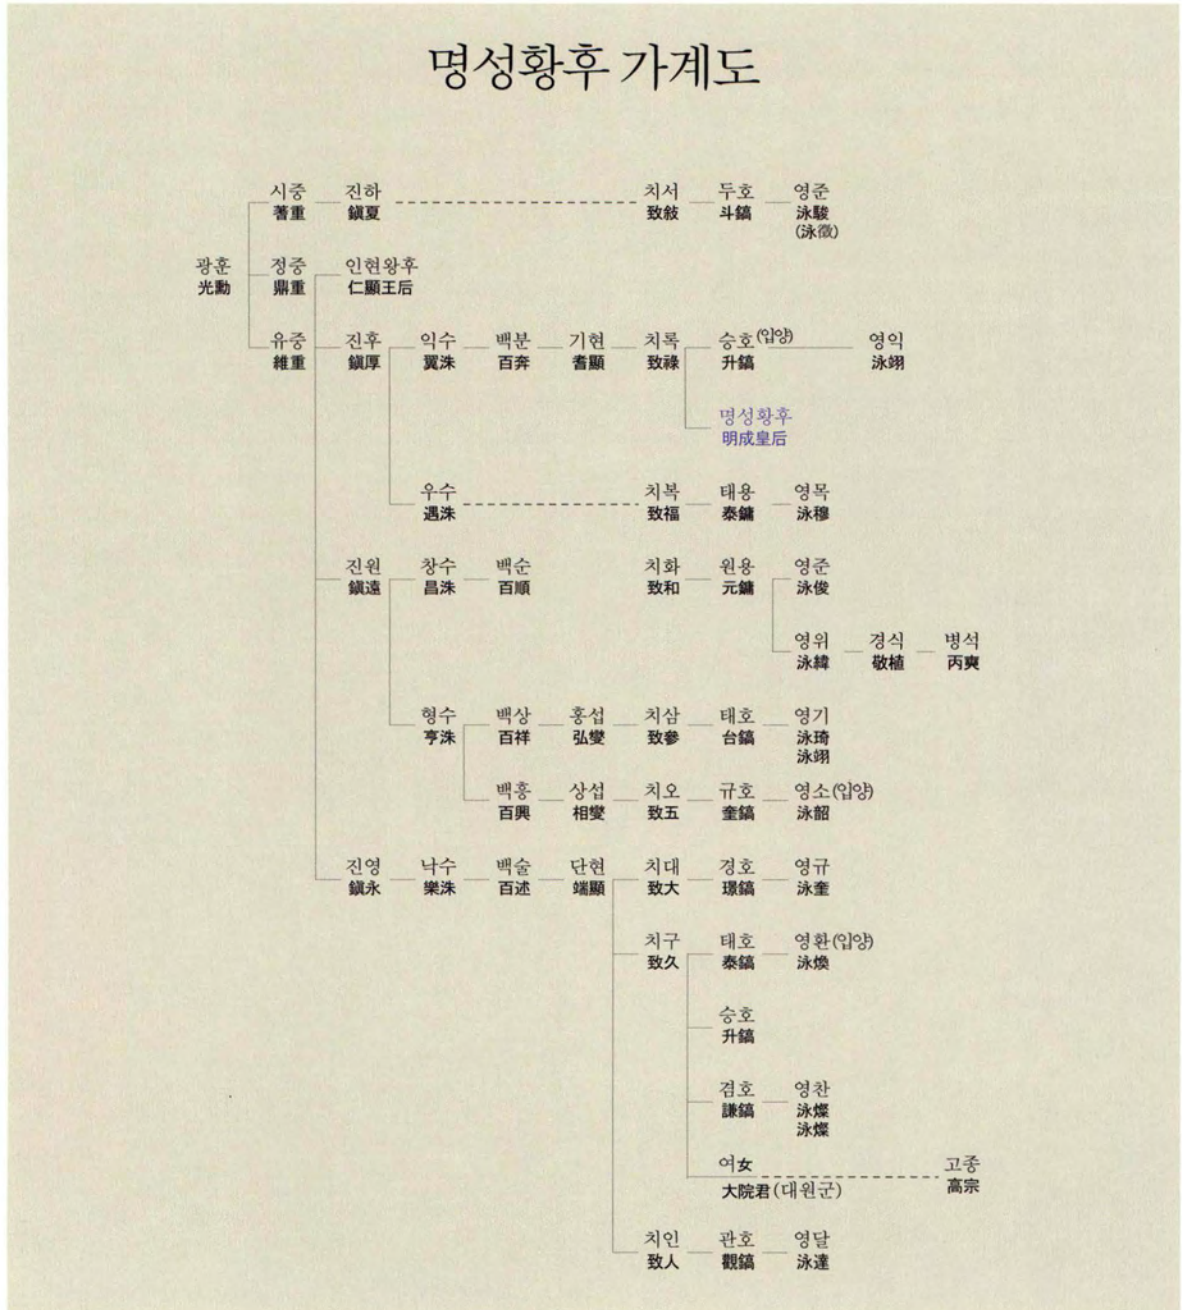 명성황후 가계도
시중 진하 치서 두호 영준
蓍重 鎭夏 致敍 斗鎬 泳駿
(泳徵)
광훈 정중 인현왕후
光勳 鼎重 仁顯王后
유중 진후 익수 백분 기현 치록 승호(입양) 영익
維重 鎭厚 翼洙 百奔 耆顯 致祿 升鎬 泳翊
명성황후
明成皇后
우수 치복 태용 영목
遇洙 致福 泰鏞 泳穆
진원 창수 백순 치화 원용 영준
鎭遠 昌洙 百順 致和 元鏞 泳俊
영위 경식 병석
泳緯 敬植 丙奭
형수 백상 홍섭 치삼 태호 영기
亨洙 百祥 弘燮 致參 台鎬 泳琦
泳翊
백흥 상섭 치오 규호 영소(입양)
百興 相燮 致五 奎鎬 泳韶
진영 낙수 백술 단현 치대 경호 영규
鎭永 樂洙 百述 端顯 致大 璟鎬 泳奎
치구 태호 영환(입양)
致久 泰鎬 泳煥
승호
升鎬
겸호 영찬
謙鎬 泳燦
泳燦
여女 고종
大院君(대원군) 高宗
치인 관호 영달
致人 觀鎬 泳達